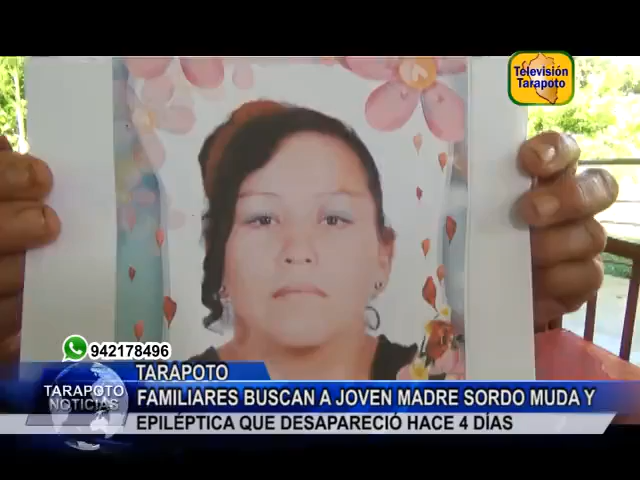 Televisión
Tarapoto
942178496
TARAPOTO
TARAPOTO
NOTICIAS
FAMILIARES BUSCAN A JOVEN MADRE SORDO MUDA Y
EPILÉPTICA QUE DESAPARECIÓ HACE 4 DÍAS